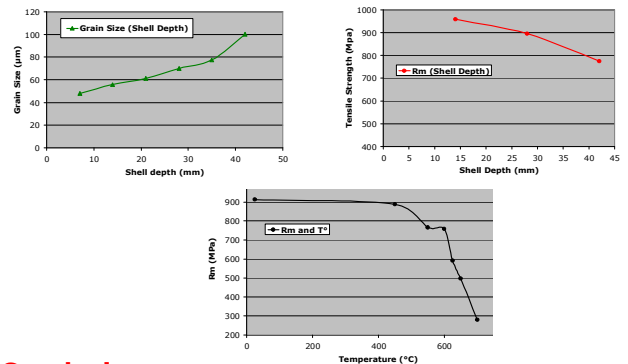 120
100
80
60
40
20
0
Grain Size (µm)
Grain Size (Shell Depth)
0 10 20 30 40 50
Shell depth (mm)
1000
900
800
700
600
500
400
Tensile Strength (Mpa)
Rm (Shell Depth)
0 5 10 15 20 25 30 35 40 45
Shell Depth (mm)
900
800
700
600
500
400
300
200
Rm (MPa)
Rm and T°
0 200 400 600
Temperature (°C)